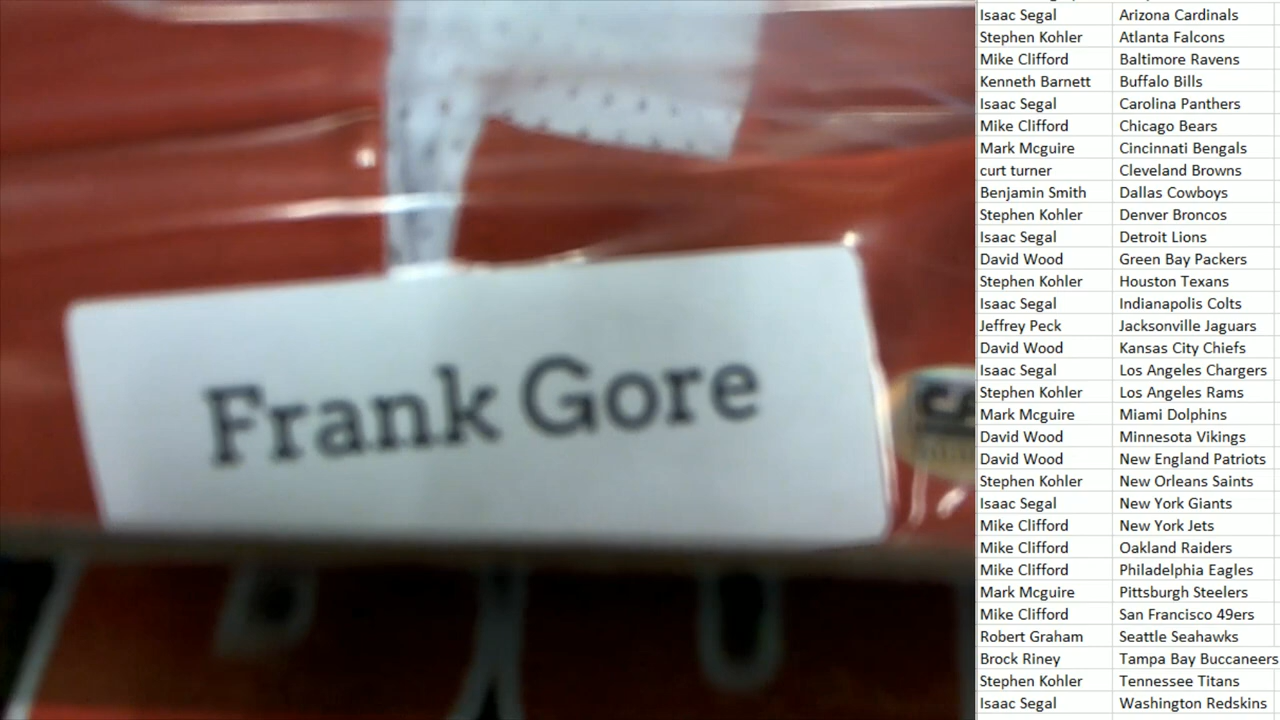 Frank Gore
CA
Isaac Segal Arizona Cardinals
Stephen Kohler Atlanta Falcons
Mike Clifford Baltimore Ravens
Kenneth Barnett Buffalo Bills
Isaac Segal Carolina Panthers
Mike Clifford Chicago Bears
Mark Mcguire Cincinnati Bengals
curt turner Cleveland Browns
Benjamin Smith Dallas Cowboys
Stephen Kohler Denver Broncos
Isaac Segal Detroit Lions
David Wood Green Bay Packers
Stephen Kohler Houston Texans
Isaac Segal Indianapolis Colts
Jeffrey Peck Jacksonville Jaguars
David Wood Kansas City Chiefs
Isaac Segal Los Angeles Chargers
Stephen Kohler Los Angeles Rams
Mark Mcguire Miami Dolphins
David Wood Minnesota Vikings
David Wood New England Patriots
Stephen Kohler New Orleans Saints
Isaac Segal New York Giants
Mike Clifford New York Jets
Mike Clifford Oakland Raiders
Mike Clifford Philadelphia Eagles
Mark Mcguire Pittsburgh Steelers
Mike Clifford San Francisco 49ers
Robert Graham Seattle Seahawks
Brock Riney Tampa Bay Buccaneers
Stephen Kohler Tennessee Titans
Isaac Segal Washington Redskins